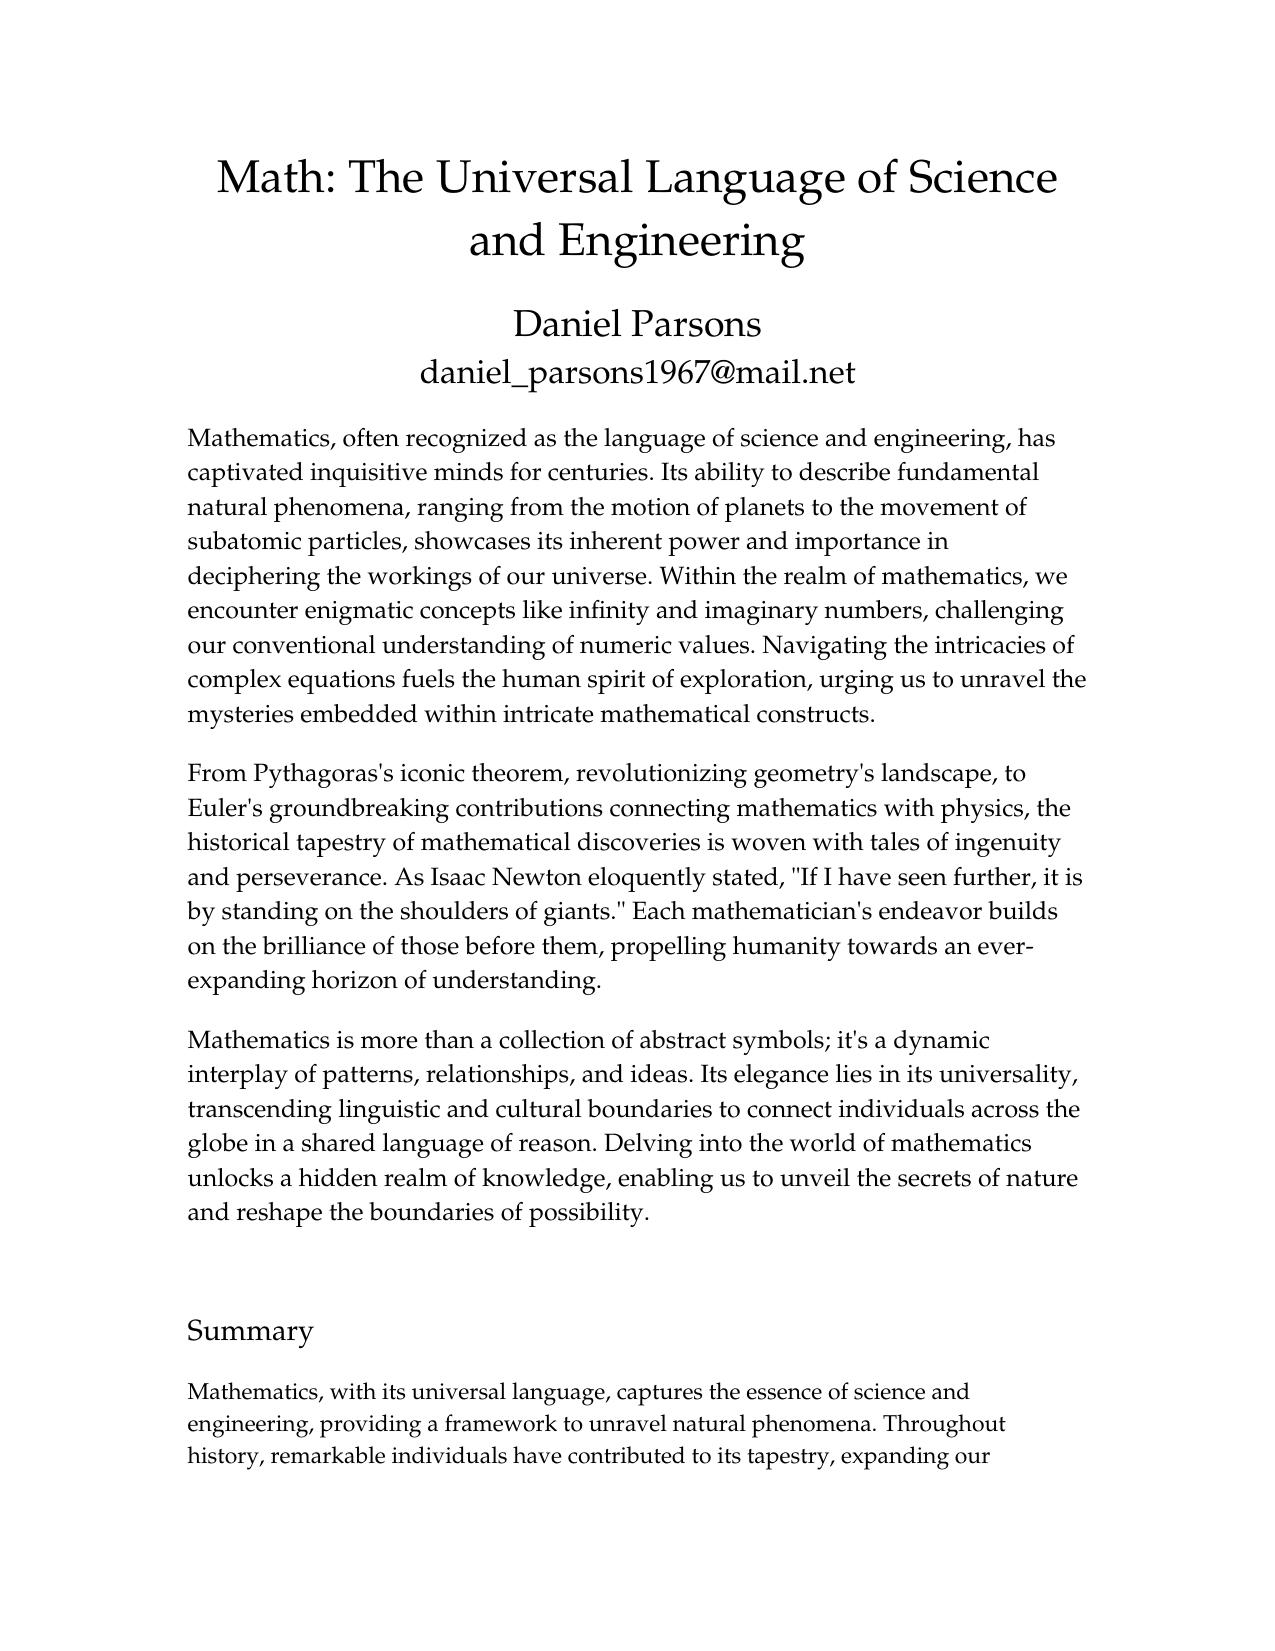 Math: The Universal Language of Science
and Engineering
Daniel Parsons
daniel_parsons1967@mail.net
Mathematics, often recognized as the language of science and engineering, has
captivated inquisitive minds for centuries. Its ability to describe fundamental
natural phenomena, ranging from the motion of planets to the movement of
subatomic particles, showcases its inherent power and importance in
deciphering the workings of our universe. Within the realm of mathematics, we
encounter enigmatic concepts like infinity and imaginary numbers, challenging
our conventional understanding of numeric values. Navigating the intricacies of
complex equations fuels the human spirit of exploration, urging us to unravel the
mysteries embedded within intricate mathematical constructs.
From Pythagoras's iconic theorem, revolutionizing geometry's landscape, to
Euler's groundbreaking contributions connecting mathematics with physics, the
historical tapestry of mathematical discoveries is woven with tales of ingenuity
and perseverance. As Isaac Newton eloquently stated, "If I have seen further, it is
by standing on the shoulders of giants." Each mathematician's endeavor builds
on the brilliance of those before them, propelling humanity towards an ever-
expanding horizon of understanding.
Mathematics is more than a collection of abstract symbols; it's a dynamic
interplay of patterns, relationships, and ideas. Its elegance lies in its universality,
transcending linguistic and cultural boundaries to connect individuals across the
globe in a shared language of reason. Delving into the world of mathematics
unlocks a hidden realm of knowledge, enabling us to unveil the secrets of nature
and reshape the boundaries of possibility.
Summary
Mathematics, with its universal language, captures the essence of science and
engineering, providing a framework to unravel natural phenomena. Throughout
history, remarkable individuals have contributed to its tapestry, expanding our